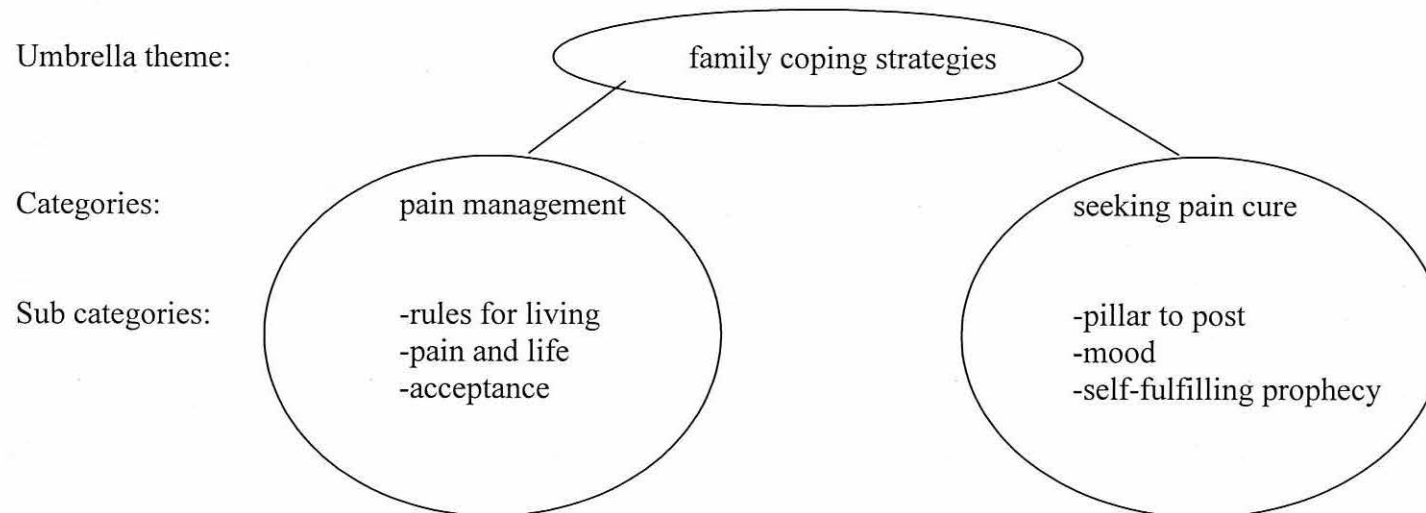 Umbrella theme: family coping strategies
Categories: pain management seeking pain cure
Sub categories: -rules for living -pillar to post
-pain and life -mood
-acceptance -self-fulfilling prophecy